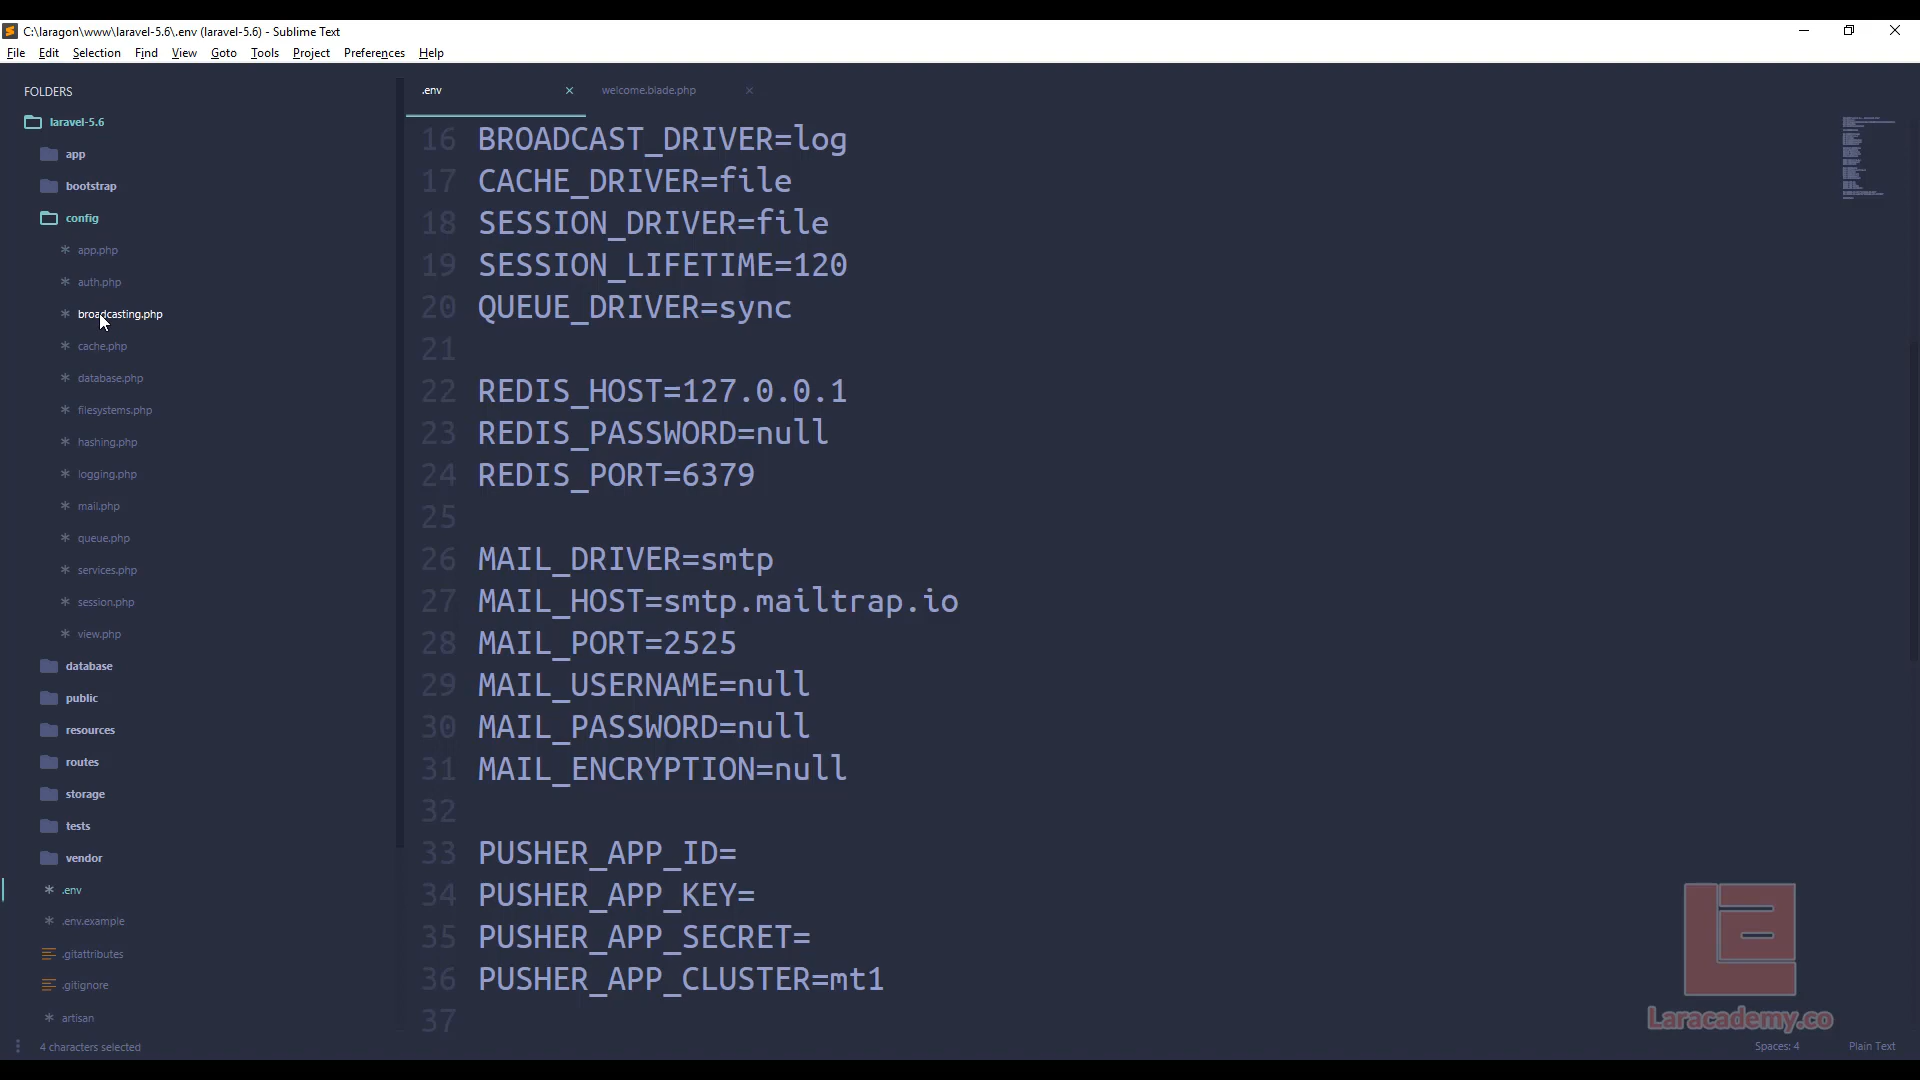 C:\laragon\www\laravel-5.6\.env (laravel-5.6) - Sublime Text
File Edit Selection Find View Goto Tools Project Preferences Help
FOLDERS
laravel-5.6
app
bootstrap
config
app.php
auth.php
broadcasting.php
cache.php
database.php
filesystems.php
hashing.php
logging.php
mail.php
queue.php
services.php
session.php
view.php
database
public
resources
routes
storage
tests
vendor
.env
.env.example
.gitattributes
.gitignore
artisan
.env welcome.blade.php
16 BROADCAST_DRIVER=log
17 CACHE_DRIVER=file
18 SESSION_DRIVER=file
19 SESSION_LIFETIME=120
20 QUEUE_DRIVER=sync
21
22 REDIS_HOST=127.0.0.1
23 REDIS_PASSWORD=null
24 REDIS_PORT=6379
25
26 MAIL_DRIVER=smtp
27 MAIL_HOST=smtp.mailtrap.io
28 MAIL_PORT=2525
29 MAIL_USERNAME=null
30 MAIL_PASSWORD=null
31 MAIL_ENCRYPTION=null
32
33 PUSHER_APP_ID=
34 PUSHER_APP_KEY=
35 PUSHER_APP_SECRET=
36 PUSHER_APP_CLUSTER=mt1
37
Laracademy.co
4 characters selected
Spaces: 4 Plain Text